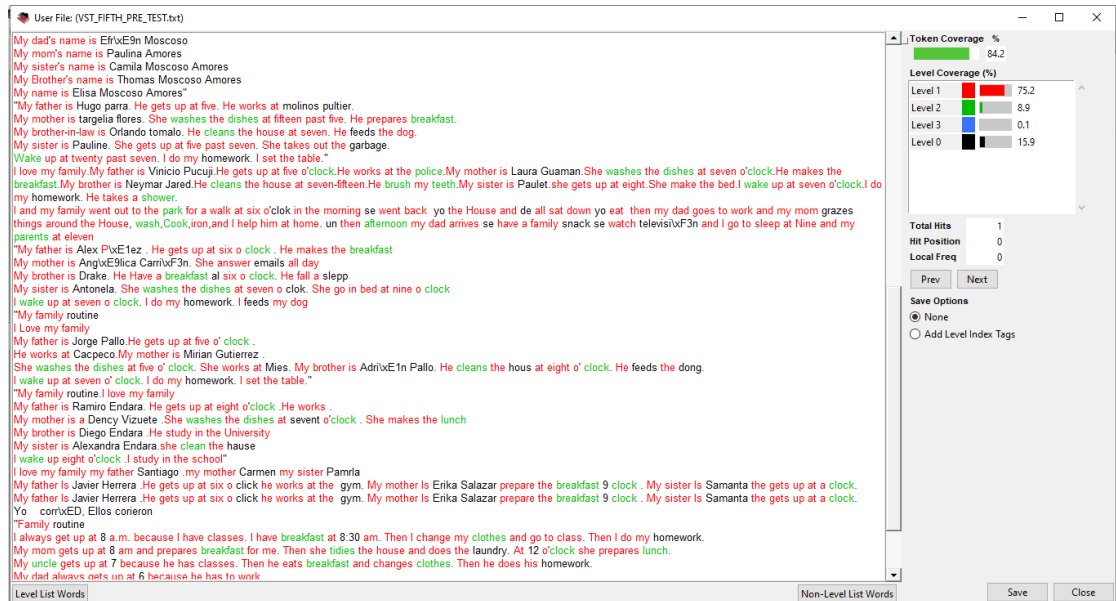 User File: (VST_FIFTH_PRE_TEST.txt)
My dad's name is Efr\xE9n Moscoso
My mom's name is Paulina Amores
My sister's name is Camila Moscoso Amores
My Brother's name is Thomas Moscoso Amores
My name is Elisa Moscoso Amores"
"My father is Hugo parra. He gets up at five. He works at molinos pultier.
My mother is targelia flores. She washes the dishes at fifteen past five. He prepares breakfast.
My brother-in-law is Orlando tomalo. He cleans the house at seven. He feeds the dog.
My sister is Pauline. She gets up at five past seven. She takes out the garbage.
Wake up at twenty past seven. I do my homework. I set the table."
I love my family.My father is Vinicio Pucuji.He gets up at five o'clock.He works at the police.My mother is Laura Guaman.She washes the dishes at seven o'clock.He makes the
breakfast.My brother is Neymar Jared.He cleans the house at seven-fifteen.He brush my teeth.My sister is Paulet.she gets up at eight.She make the bed.I wake up at seven o'clock.I do
my homework. He takes a shower.
I and my family went out to the park for a walk at six o'clok in the morning se went back  yo the House and de all sat down yo eat  then my dad goes to work and my mom grazes
things around the House, wash,Cook,iron,and I help him at home. un then afternoon my dad arrives se have a family snack se watch televisi\xF3n and I go to sleep at Nine and my
parents at eleven
"My father is Alex P\xE1ez . He gets up at six o clock . He makes the breakfast
My mother is Ang\xE9lica Carri\xF3n. She answer emails all day
My brother is Drake. He Have a breakfast al six o clock. He fall a slepp
My sister is Antonela. She washes the dishes at seven o clok. She go in bed at nine o clock
I wake up at seven o clock. I do my homework. I feeds my dog
"My family routine
I Love my family
My father is Jorge Pallo.He gets up at five o' clock .
He works at Cacpeco.My mother is Mirian Gutierrez .
She washes the dishes at five o' clock. She works at Mies. My brother is Adri\xE1n Pallo. He cleans the hous at eight o' clock. He feeds the dong.
I wake up at seven o' clock. I do my homework. I set the table."
"My family routine.I love my family
My father is Ramiro Endara. He gets up at eight o'clock .He works .
My mother is a Dency Vizuete .She washes the dishes at sevent o'clock . She makes the lunch
My brother is Diego Endara .He study in the University
My sister is Alexandra Endara.she clean the hause
I wake up eight o'clock .I study in the school"
I love my family my father Santiago .my mother Carmen my sister Pamrla
My father Is Javier Herrera .He gets up at six o click he works at the  gym. My mother Is Erika Salazar prepare the breakfast 9 clock . My sister Is Samanta the gets up at a clock.
My father Is Javier Herrera .He gets up at six o click he works at the  gym. My mother Is Erika Salazar prepare the breakfast 9 clock . My sister Is Samanta the gets up at a clock.
Yo    corr\xED, Ellos corieron
"Family routine
I always get up at 8 a.m. because I have classes. I have breakfast at 8:30 am. Then I change my clothes and go to class. Then I do my homework.
My mom gets up at 8 am and prepares breakfast for me. Then she tidies the house and does the laundry. At 12 o'clock she prepares lunch.
My uncle gets up at 7 because he has classes. Then he eats breakfast and changes clothes. Then he does his homework.
My dad always gets up at 6 because he has to work
Level List Words
Non-Level List Words
Token Coverage %
84.2
Level Coverage (%)
Level 1 75.2
Level 2 8.9
Level 3 0.1
Level 0 15.9
Total Hits 1
Hit Position 0
Local Freq 0
Prev Next
Save Options
None
Add Level Index Tags
Save Close